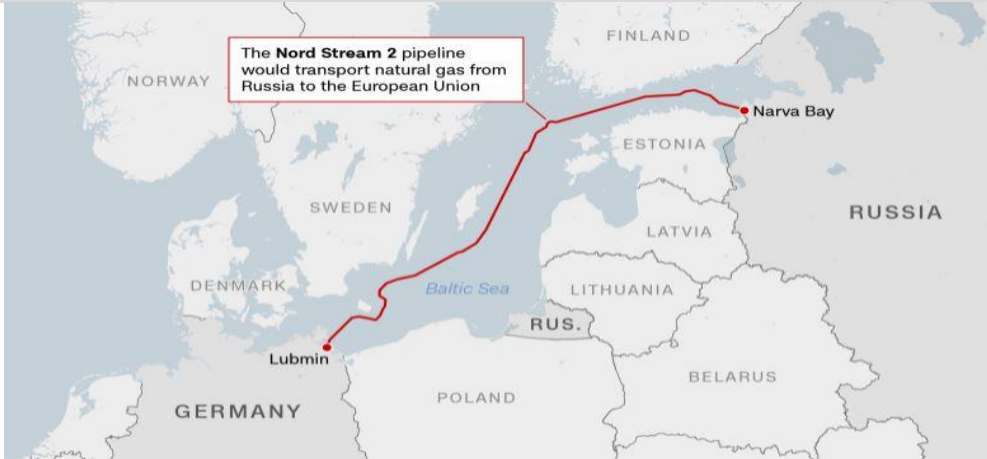 The Nord Stream 2 pipeline
would transport natural gas from
Russia to the European Union
FINLAND
NORWAY
Narva Bay
ESTONIA
SWEDEN
RUSSIA
LATVIA
DENMARK
Baltic Sea
LITHUANIA
RUS.
Lubmin
BELARUS
POLAND
GERMANY